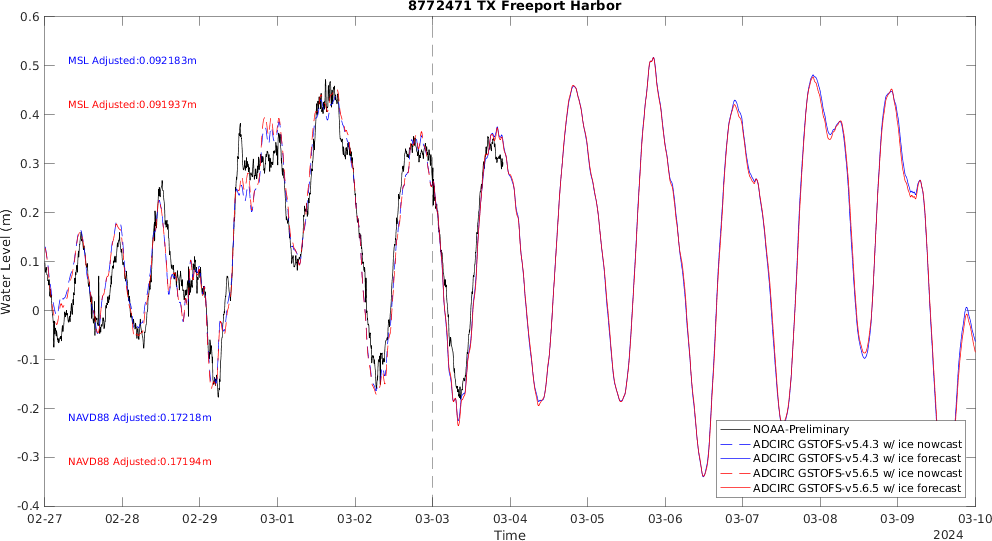 8772471 TX Freeport Harbor
0.6
0.5
0.4
0.3
0.2
0.1
0
-0.1
-0.2
-0.3
-0.4
Water Level (m)
MSL Adjusted:0.092183m
MSL Adjusted:0.091937m
NAVD88 Adjusted:0.17218m
NAVD88 Adjusted:0.17194m
NOAA-Preliminary
ADCIRC GSTOFS-v5.4.3 w/ ice nowcast
ADCIRC GSTOFS-v5.4.3 w/ ice forecast
ADCIRC GSTOFS-v5.6.5 w/ ice nowcast
ADCIRC GSTOFS-v5.6.5 w/ ice forecast
02-27 02-28 02-29 03-01 03-02 03-03 03-04 03-05 03-06 03-07 03-08 03-09 03-10
Time
2024